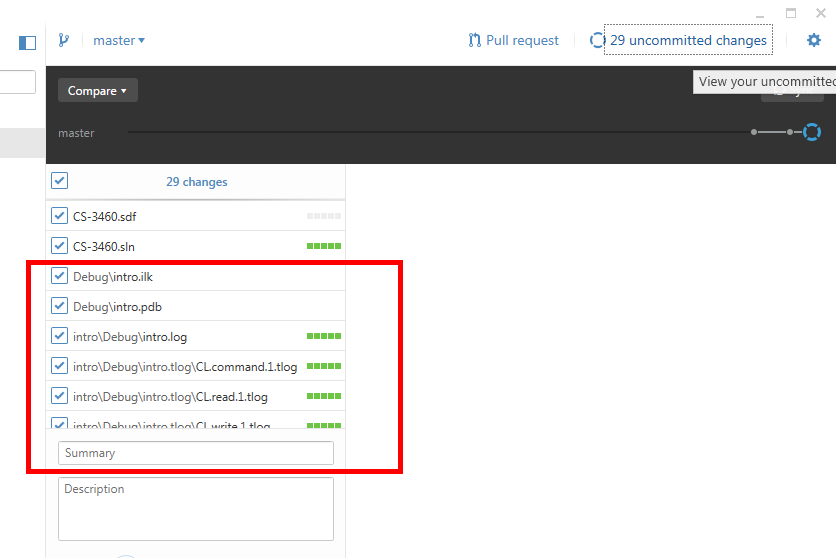 master
Pull request
29 uncommitted changes
View your uncommitted
Compare
master
29 changes
CS-3460.sdf
CS-3460.sln
Debug\intro.ilk
Debug\intro.pdb
intro\Debug\intro.log
intro\Debug\intro.tlog\CL.command.1.tlog
intro\Debug\intro.tlog\CL.read.1.tlog
intro\Debug\intro.tlog\CL.write.1.tlog
Summary
Description